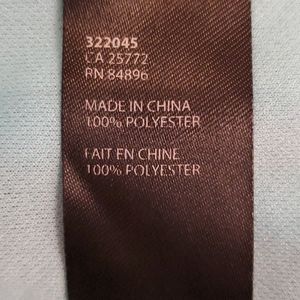 322045
CA 25772
RN 84896
MADE IN CHINA
100% POLYESTER
FAIT EN CHINE
100% POLYESTER